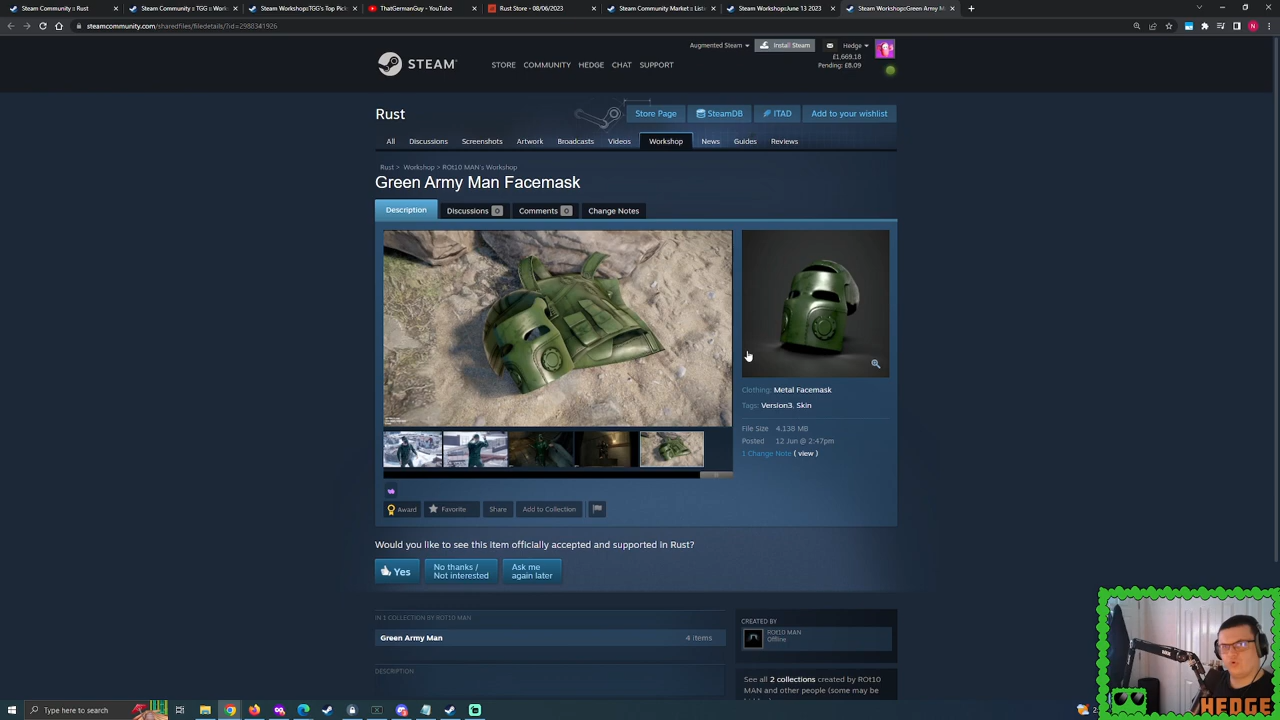 Steam Community :: Rust
Steam Community :: TGG :: Work
Steam Workshop::TGG's Top Pick
ThatGermanGuy - YouTube
Rust Store - 08/06/2023
Steam Community Market :: Listi
Steam Workshop::June 13 2023
Steam Workshop::Green Army M
steamcommunity.com/sharedfiles/filedetails/?id=2988341926
Augmented Steam
Install Steam
Hedge
£1,669.18
Pending: £8.09
STEAM
STORE COMMUNITY HEDGE CHAT SUPPORT
Rust
Store Page
SteamDB
ITAD
Add to your wishlist
All Discussions Screenshots Artwork Broadcasts Videos Workshop News Guides Reviews
Rust > Workshop > ROt10 MAN's Workshop
Green Army Man Facemask
Description
Discussions 0
Comments 0
Change Notes
Clothing: Metal Facemask
Tags: Version3, Skin
File Size 4.138 MB
Posted 12 Jun @ 2:47pm
1 Change Note ( view )
Award
Favorite
Share
Add to Collection
Would you like to see this item officially accepted and supported in Rust?
Yes
No thanks /
Not interested
Ask me
again later
IN 1 COLLECTION BY ROT10 MAN
Green Army Man 4 items
DESCRIPTION
CREATED BY
ROt10 MAN
Offline
See all 2 collections created by ROt10
MAN and other people (some may be
Type here to search
HEDGE